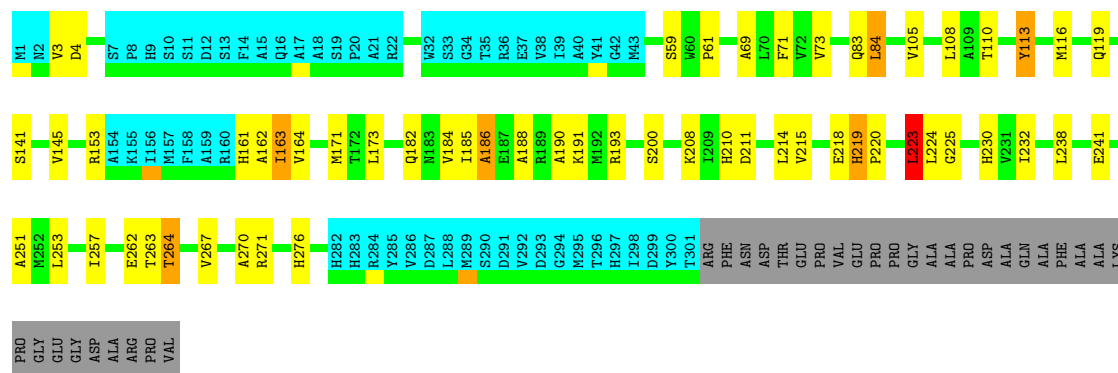 M1 N2 V3 D4 S7 P8 H9 S10 S11 D12 S13 F14 A15 Q16 A17 A18 S19 P20 A21 R22 W32 S33 G34 T35 R36 E37 V38 I39 A40 Y41 G42 M43 S59 W60 P61 A69 L70 F71 V72 V73 Q83 L84 V105 L108 A109 T110 Y113 M116 Q119
S141 V145 R153 A154 K155 I156 M157 F158 A159 R160 H161 A162 I163 V164 M171 T172 L173 Q182 N183 V184 I185 A186 E187 A188 R189 A190 K191 M192 R193 S200 K208 I209 H210 D211 L214 V215 E218 H219 P220 L223 L224 G225 H230 V231 I232 L238 E241
A251 M252 L253 I257 E262 T263 T264 V267 A270 R271 H276 H282 H283 R284 Y285 V286 D287 L288 M289 S290 D291 V292 D293 G294 M295 T296 H297 I298 D299 Y300 T301 ARG PHE ASN ASP THR GLU PRO VAL GLU PRO PRO GLY ALA ALA PRO ASP ALA GLN ALA PHE ALA ALA LYS
PRO GLY GLU GLY ASP ALA ARG PRO VAL